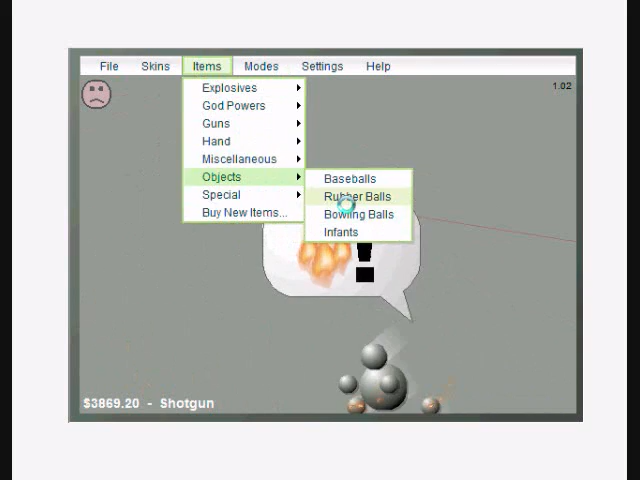 File Skins Items Modes Settings Help
1.02
Explosives
God Powers
Guns
Hand
Miscellaneous
Objects
Special
Buy New Items...
Baseballs
Rubber Balls
Bowling Balls
Infants
!
$3869.20 - Shotgun